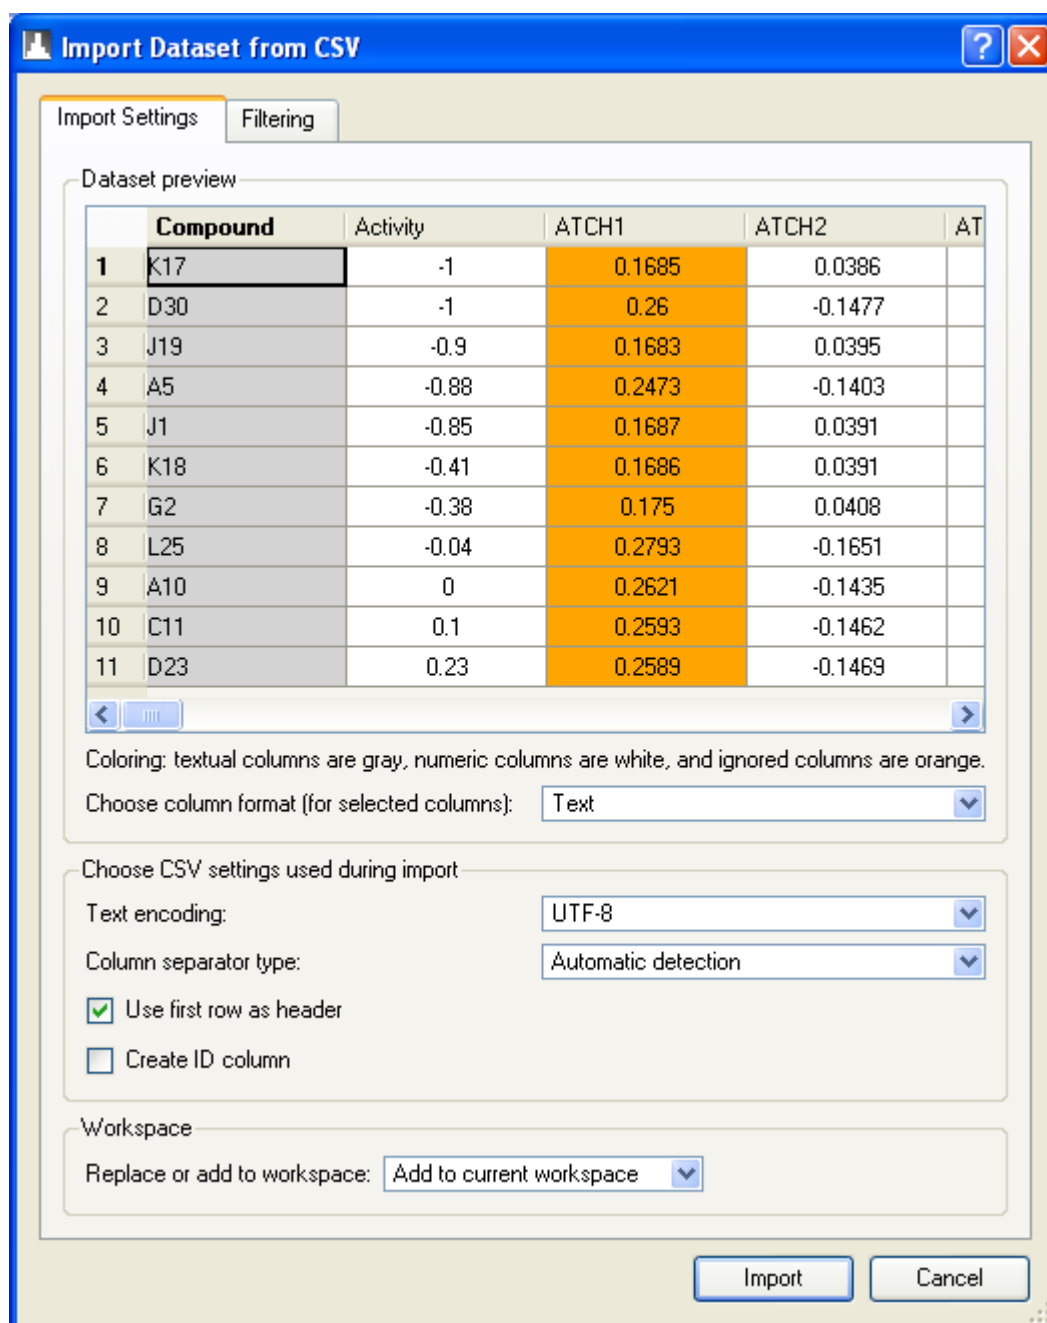 Import Dataset from CSV
Import Settings Filtering
Dataset preview
Compound Activity ATCH1 ATCH2 AT
1 K17 -1 0.1685 0.0386
2 D30 -1 0.26 -0.1477
3 J19 -0.9 0.1683 0.0395
4 A5 -0.88 0.2473 -0.1403
5 J1 -0.85 0.1687 0.0391
6 K18 -0.41 0.1686 0.0391
7 G2 -0.38 0.175 0.0408
8 L25 -0.04 0.2793 -0.1651
9 A10 0 0.2621 -0.1435
10 C11 0.1 0.2593 -0.1462
11 D23 0.23 0.2589 -0.1469
Coloring: textual columns are gray, numeric columns are white, and ignored columns are orange.
Choose column format (for selected columns): Text
Choose CSV settings used during import
Text encoding: UTF-8
Column separator type: Automatic detection
Use first row as header
Create ID column
Workspace
Replace or add to workspace: Add to current workspace
Import Cancel